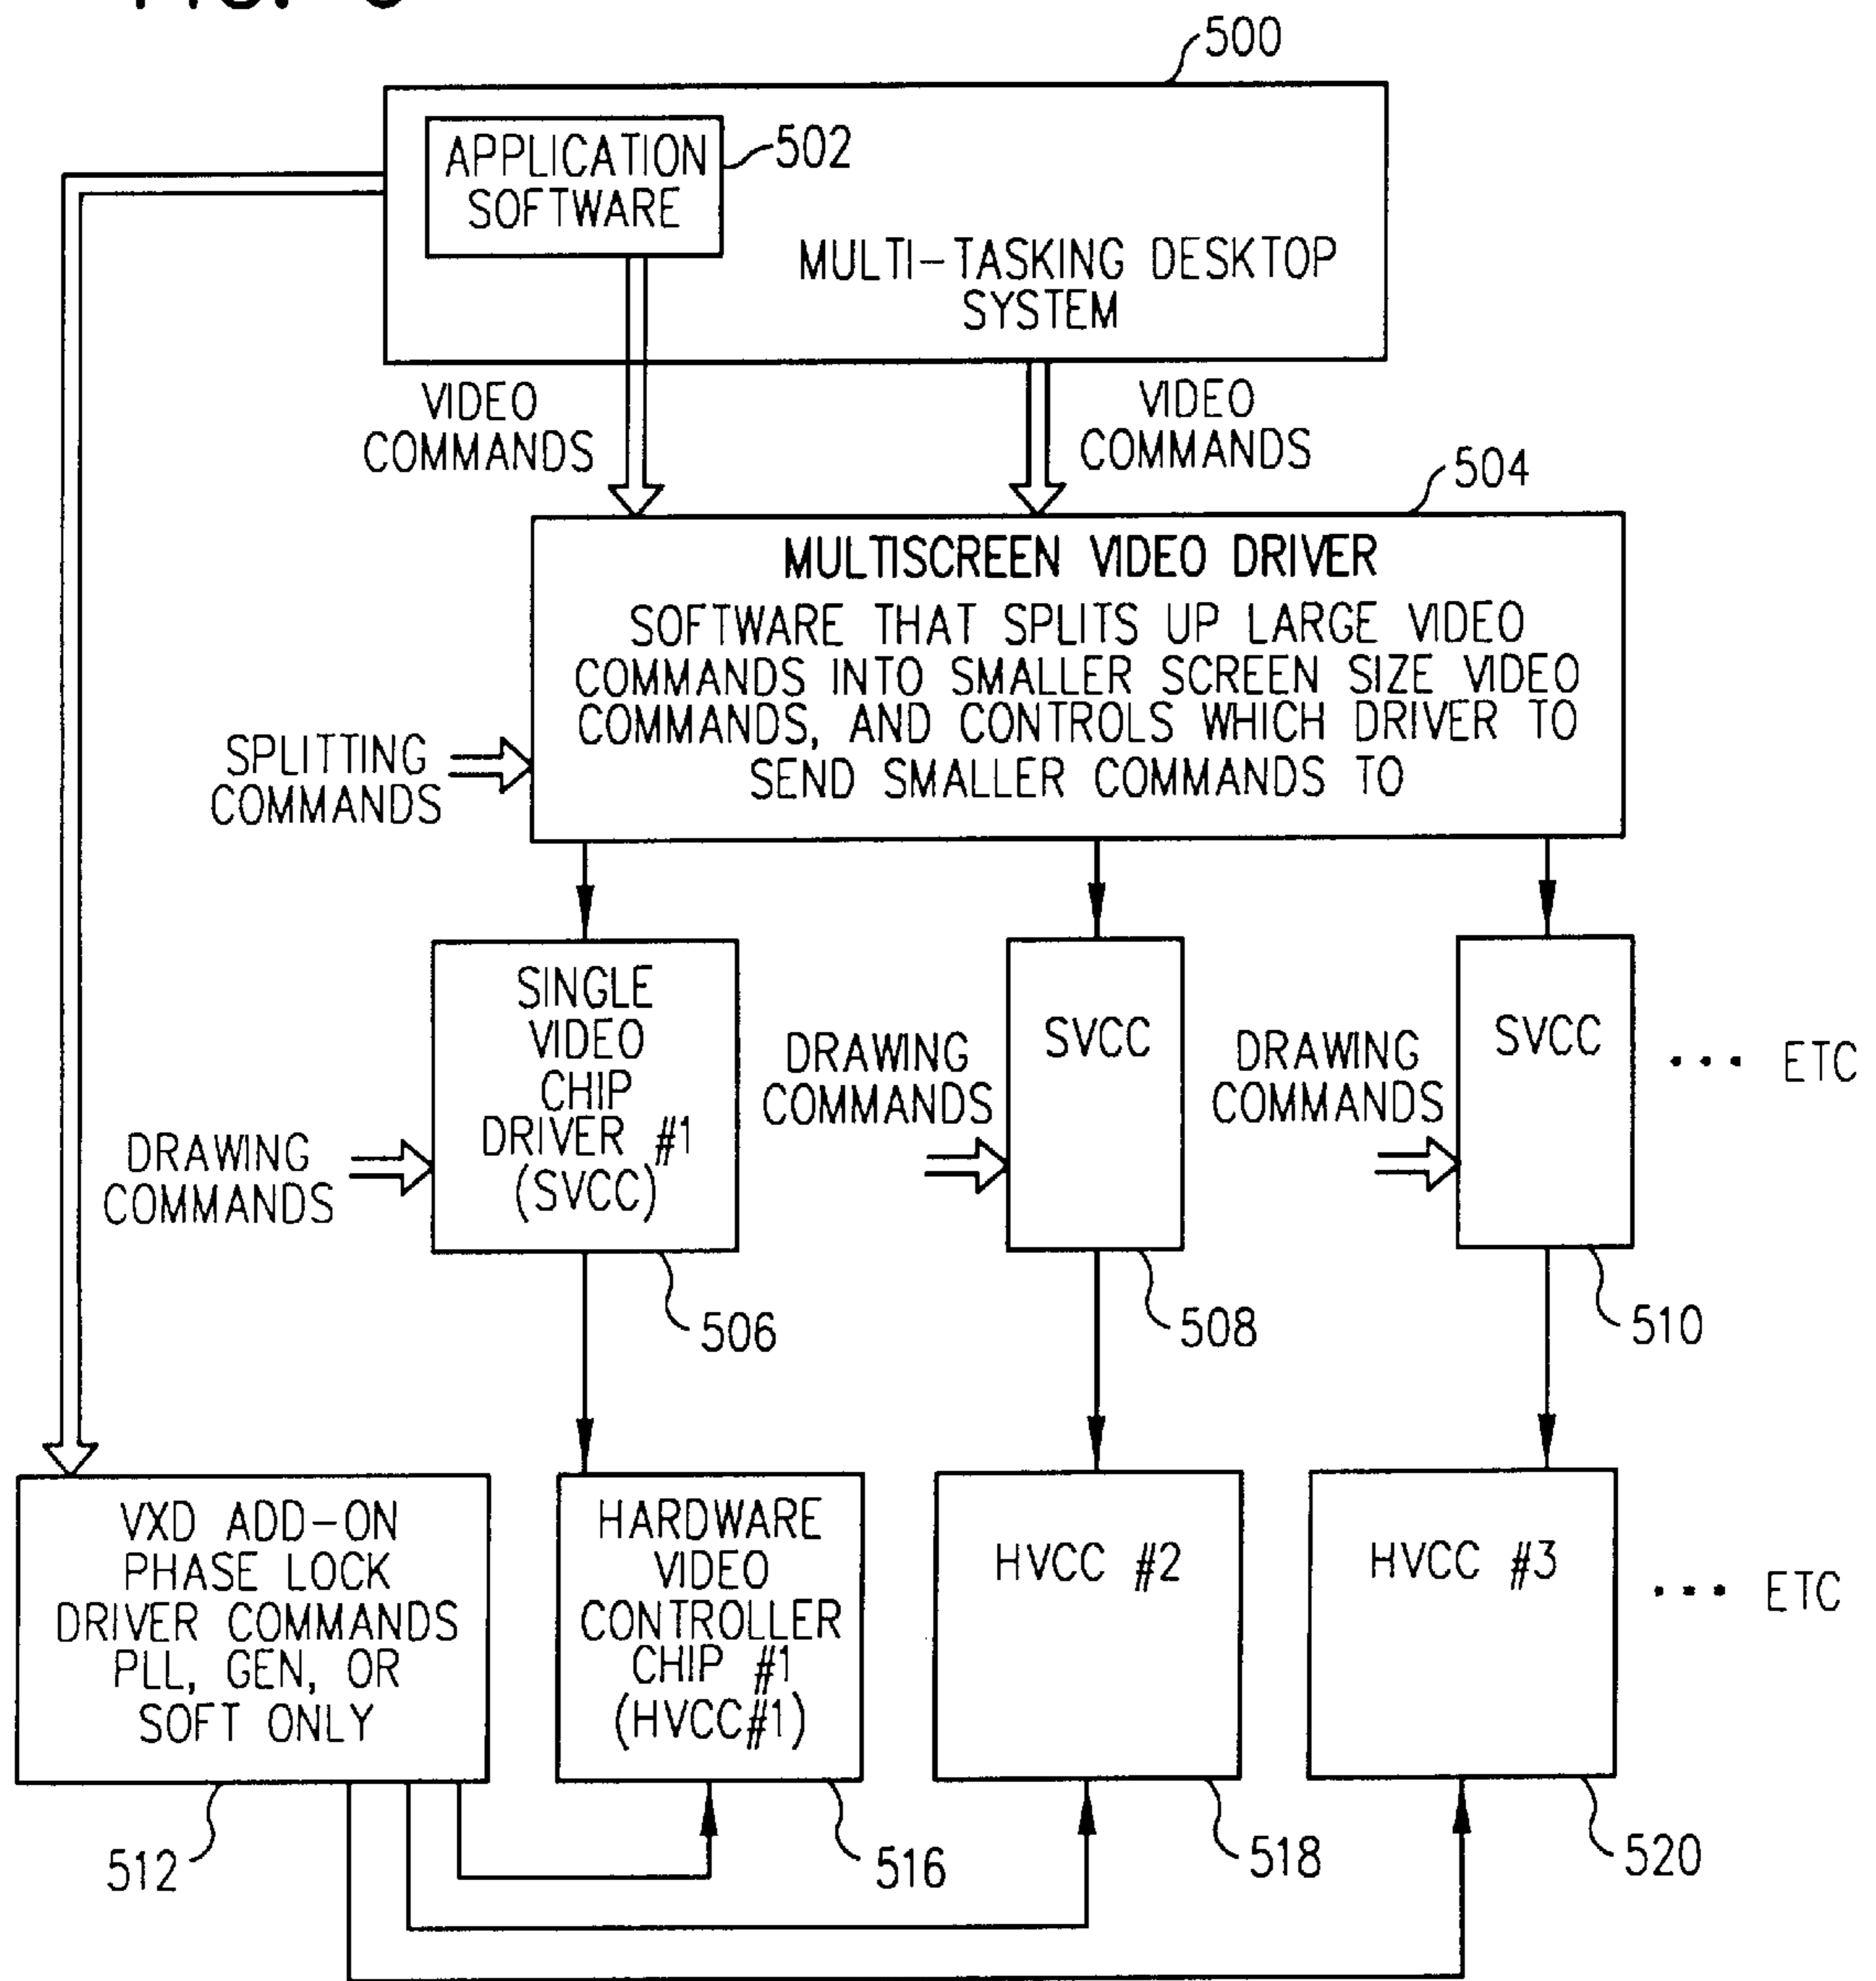 500
APPLICATION
SOFTWARE
502
MULTI-TASKING DESKTOP
SYSTEM
VIDEO
COMMANDS
VIDEO
COMMANDS
504
MULTISCREEN VIDEO DRIVER
SOFTWARE THAT SPLITS UP LARGE VIDEO
COMMANDS INTO SMALLER SCREEN SIZE VIDEO
COMMANDS, AND CONTROLS WHICH DRIVER TO
SEND SMALLER COMMANDS TO
SPLITTING
COMMANDS
SINGLE
VIDEO
CHIP
DRIVER #1
(SVCC)
DRAWING
COMMANDS
506
SVCC
DRAWING
COMMANDS
508
SVCC
DRAWING
COMMANDS
510
... ETC
VXD ADD-ON
PHASE LOCK
DRIVER COMMANDS
PLL, GEN, OR
SOFT ONLY
512
HARDWARE
VIDEO
CONTROLLER
CHIP #1
(HVCC#1)
516
HVCC #2
518
HVCC #3
520
... ETC